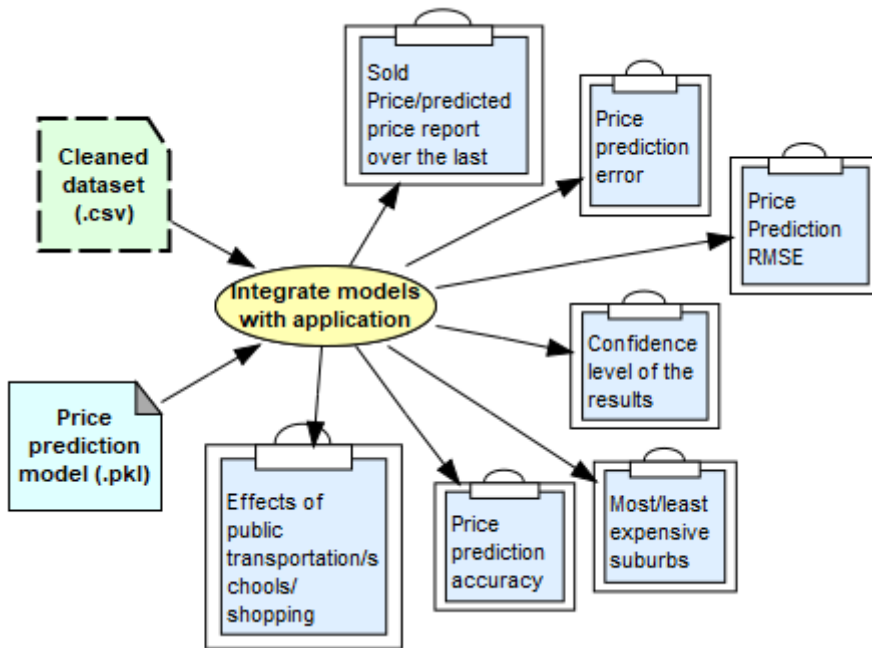 Sold
Price/predicted
price report
over the last
Price
prediction
error
Cleaned
dataset
(.csv)
Price
Prediction
RMSE
Integrate models
with application
Confidence
level of the
results
Price
prediction
model (.pkl)
Effects of
public
transportation/s
chools/
shopping
Price
prediction
accuracy
Most/least
expensive
suburbs